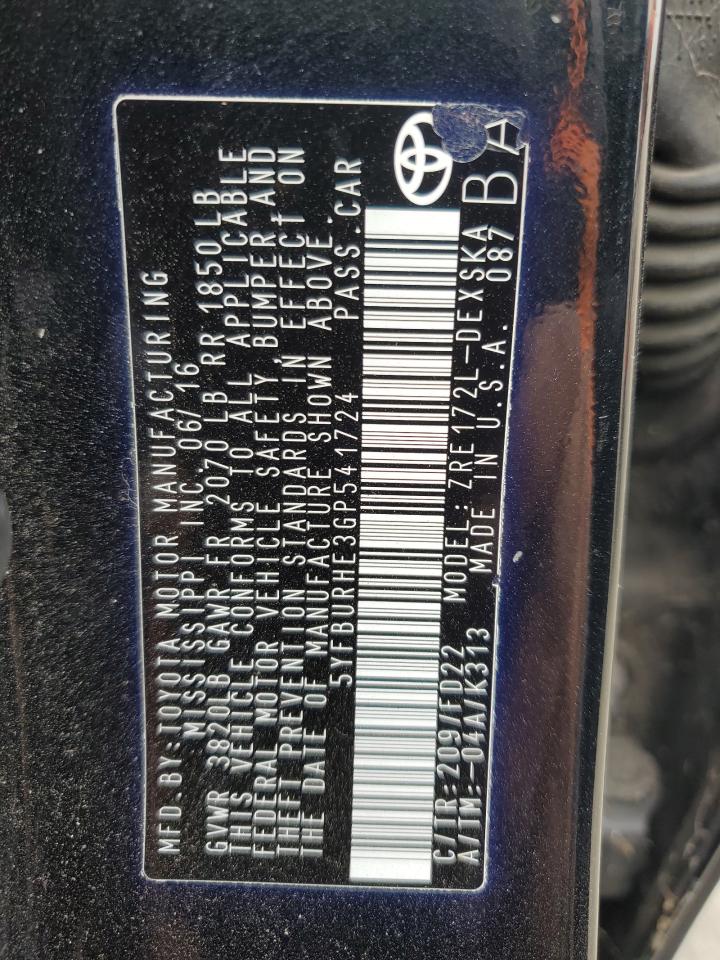 MFD.BY:TOYOTA MOTOR MANUFACTURING
MISSISSIPPI INC 06/16
GVWR 3820LB GAWR FR 2070 LB RR 1850LB
THIS VEHICLE CONFORMS TO ALL APPLICABLE
FEDERAL MOTOR VEHICLE SAFETY,BUMPER AND
THEFT PREVENTION STANDARDS IN EFFECT ON
THE DATE OF MANUFACTURE SHOWN ABOVE.
5YFBURHE3GP541724 PASS.CAR
C/TR:209/FD22 MODEL:ZRE172L-DEXSKA
A/TM:-04A/K313 MADE IN U.S.A. 087
BA